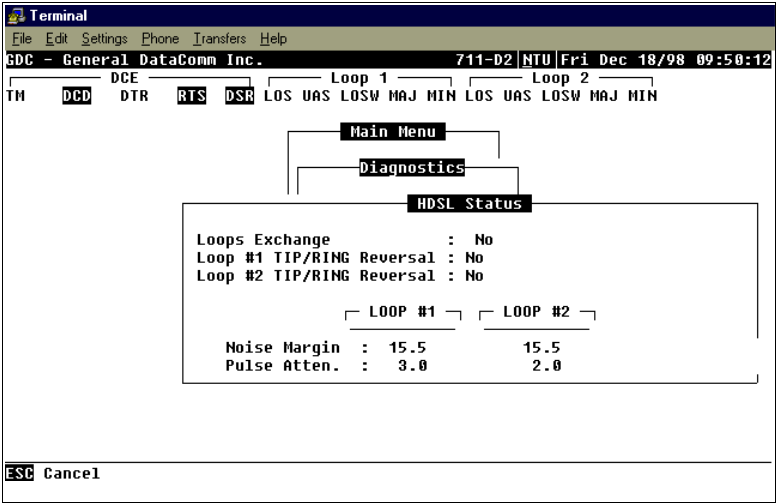 Terminal
File Edit Settings Phone Transfers Help
GDC - General DataComm Inc. 711-D2 NTU Fri Dec 18/98 09:50:12
DCE Loop 1 Loop 2
TM DCD DTR RTS DSR LOS UAS LOSW MAJ MIN LOS UAS LOSW MAJ MIN
Main Menu
Diagnostics
HDSL Status
Loops Exchange : No
Loop #1 TIP/RING Reversal : No
Loop #2 TIP/RING Reversal : No
LOOP #1 LOOP #2
Noise Margin : 15.5 15.5
Pulse Atten. : 3.0 2.0
ESC Cancel